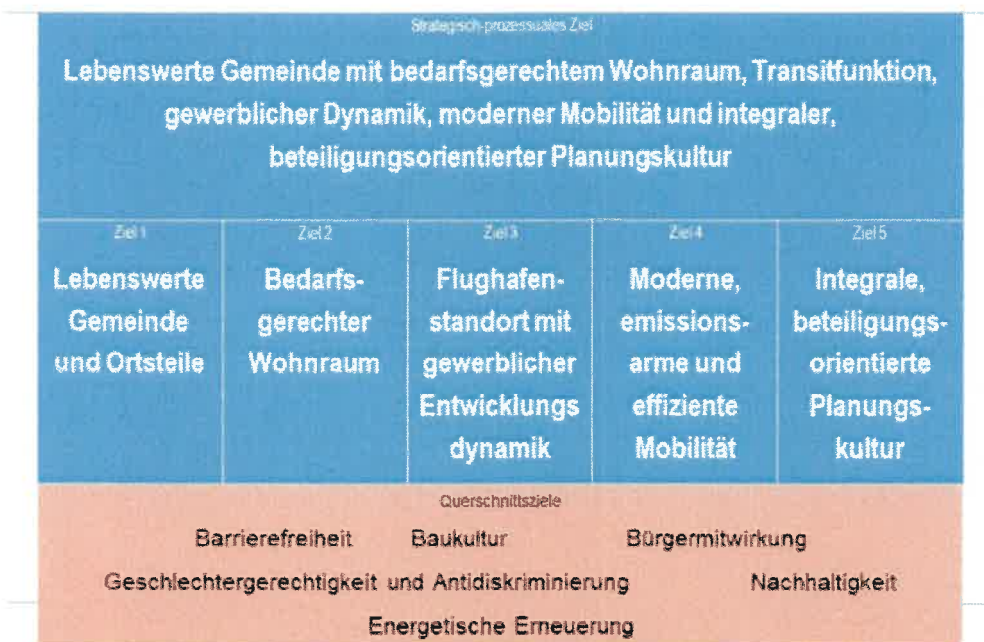 Strategisch-prozessuales Ziel
Lebenswerte Gemeinde mit bedarfsgerechtem Wohnraum, Transitfunktion,
gewerblicher Dynamik, moderner Mobilität und integraler,
beteiligungsorientierter Planungskultur
Ziel 1
Lebenswerte
Gemeinde
und Ortsteile
Ziel 2
Bedarfs-
gerechter
Wohnraum
Ziel 3
Flughafen-
standort mit
gewerblicher
Entwicklungs
dynamik
Ziel 4
Moderne,
emissions-
arme und
effiziente
Mobilität
Ziel 5
Integrale,
beteiligungs-
orientierte
Planungs-
kultur
Querschnittsziele
Barrierefreiheit Baukultur Bürgermitwirkung
Geschlechtergerechtigkeit und Antidiskriminierung Nachhaltigkeit
Energetische Erneuerung